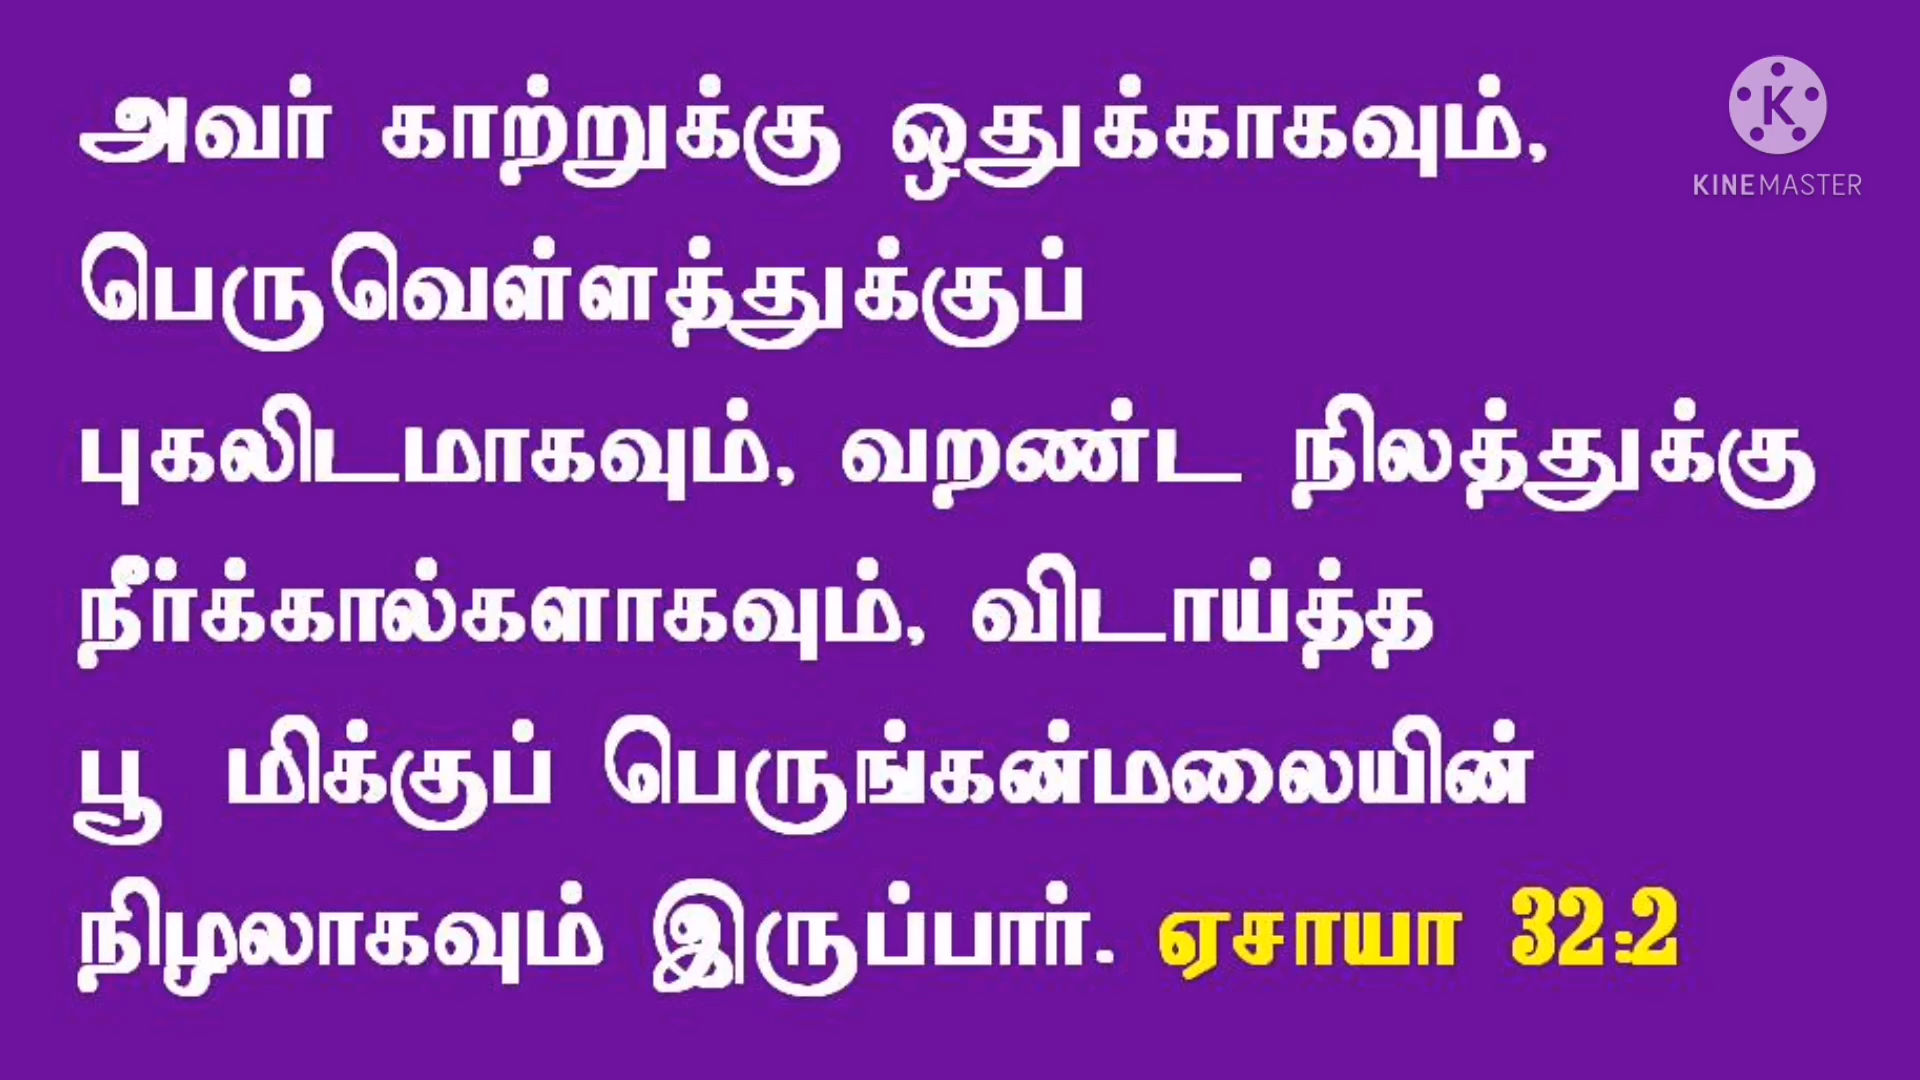 அவர் காற்றுக்கு ஒதுக்காகவும்,
பெருவெள்ளத்துக்குப்
புகலிடமாகவும், வறண்ட நிலத்துக்கு
நீர்க்கால்களாகவும், விடாய்த்த
பூ மிக்குப் பெருங்கன்மலையின்
நிழலாகவும் இருப்பார். ஏசாயா 32:2
K
KINEMASTER